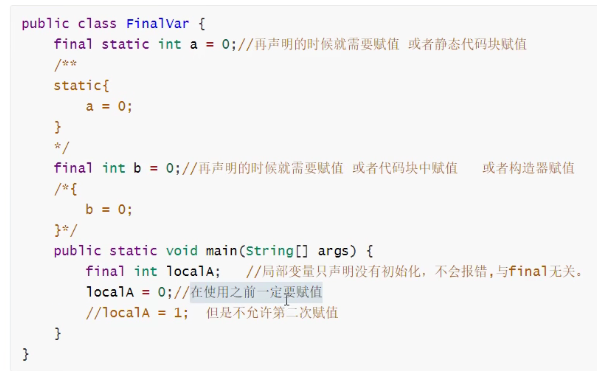 public class FinalVar {
    final static int a = 0;//再声明的时候就需要赋值 或者静态代码块赋值
    /**
    static{
        a = 0;
    }
    */
    final int b = 0;//再声明的时候就需要赋值 或者代码块中赋值   或者构造器赋值
    /*{
        b = 0;
    }*/
    public static void main(String[] args) {
        final int localA;   //局部变量只声明没有初始化，不会报错,与final无关。
        localA = 0;//在使用之前一定要赋值
        //localA = 1;  但是不允许第二次赋值
    }
}